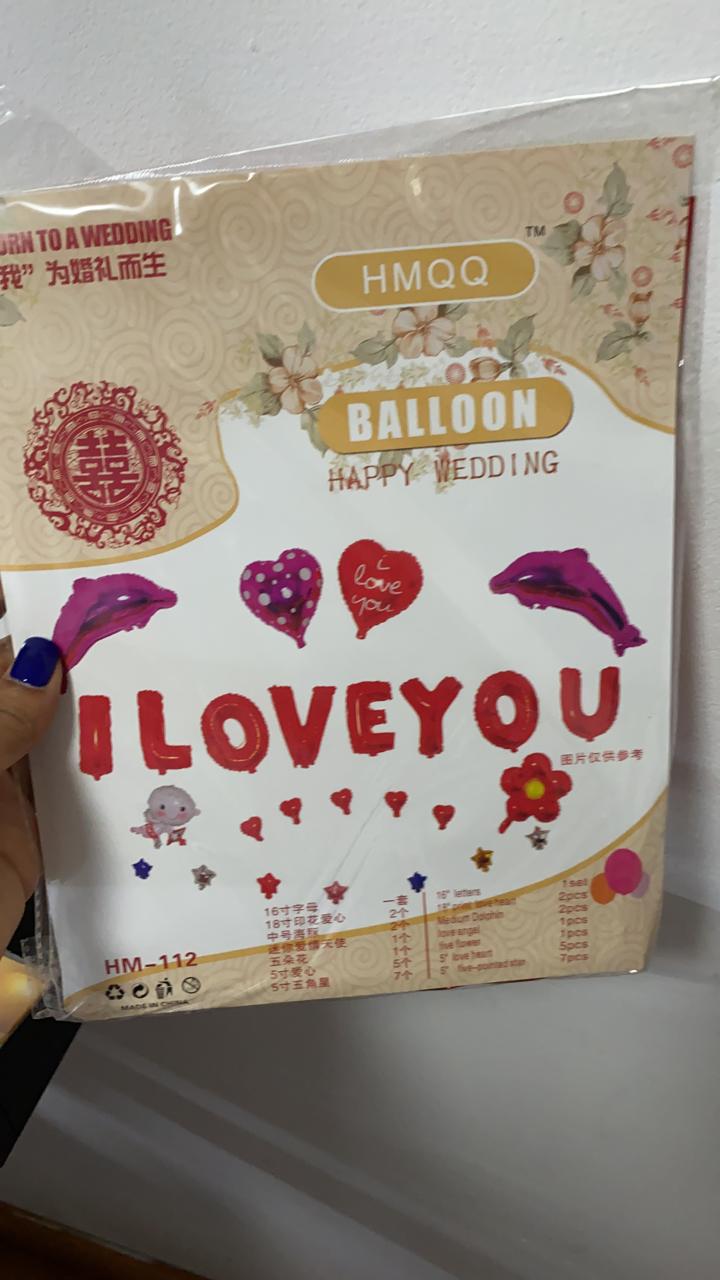 ORN TO A WEDDING
我”为婚礼而生
TM
HMQQ
BALLOON
HAPPY WEDDING
囍
i
love
you
I LOVE YOU
图片仅供参考
16寸字母 一套
18寸印花爱心 2个
中号海豚 2个
迷你爱情天使 1个
五朵花 1个
5寸爱心 5个
5寸五角星 7个
16" letters 1set
18" print love heart 2pcs
Medium Dolphin 2pcs
love angel 1pcs
five flower 1pcs
5" love heart 5pcs
5" five-pointed star 7pcs
HM-112
MADE IN CHINA